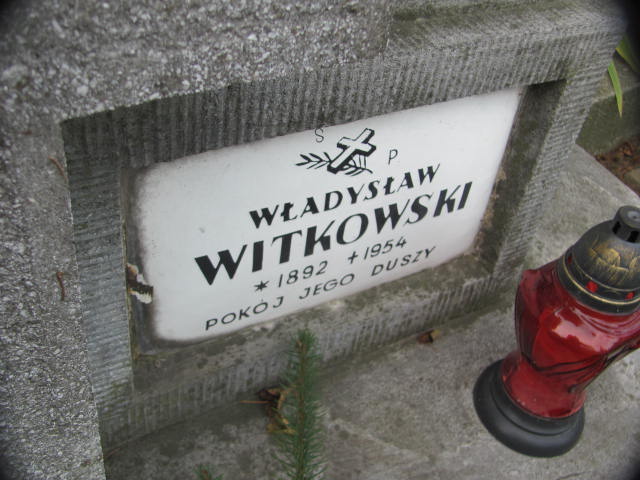 S P
WŁADYSŁAW
WITKOWSKI
*1892 +1954
POKÓJ JEGO DUSZY